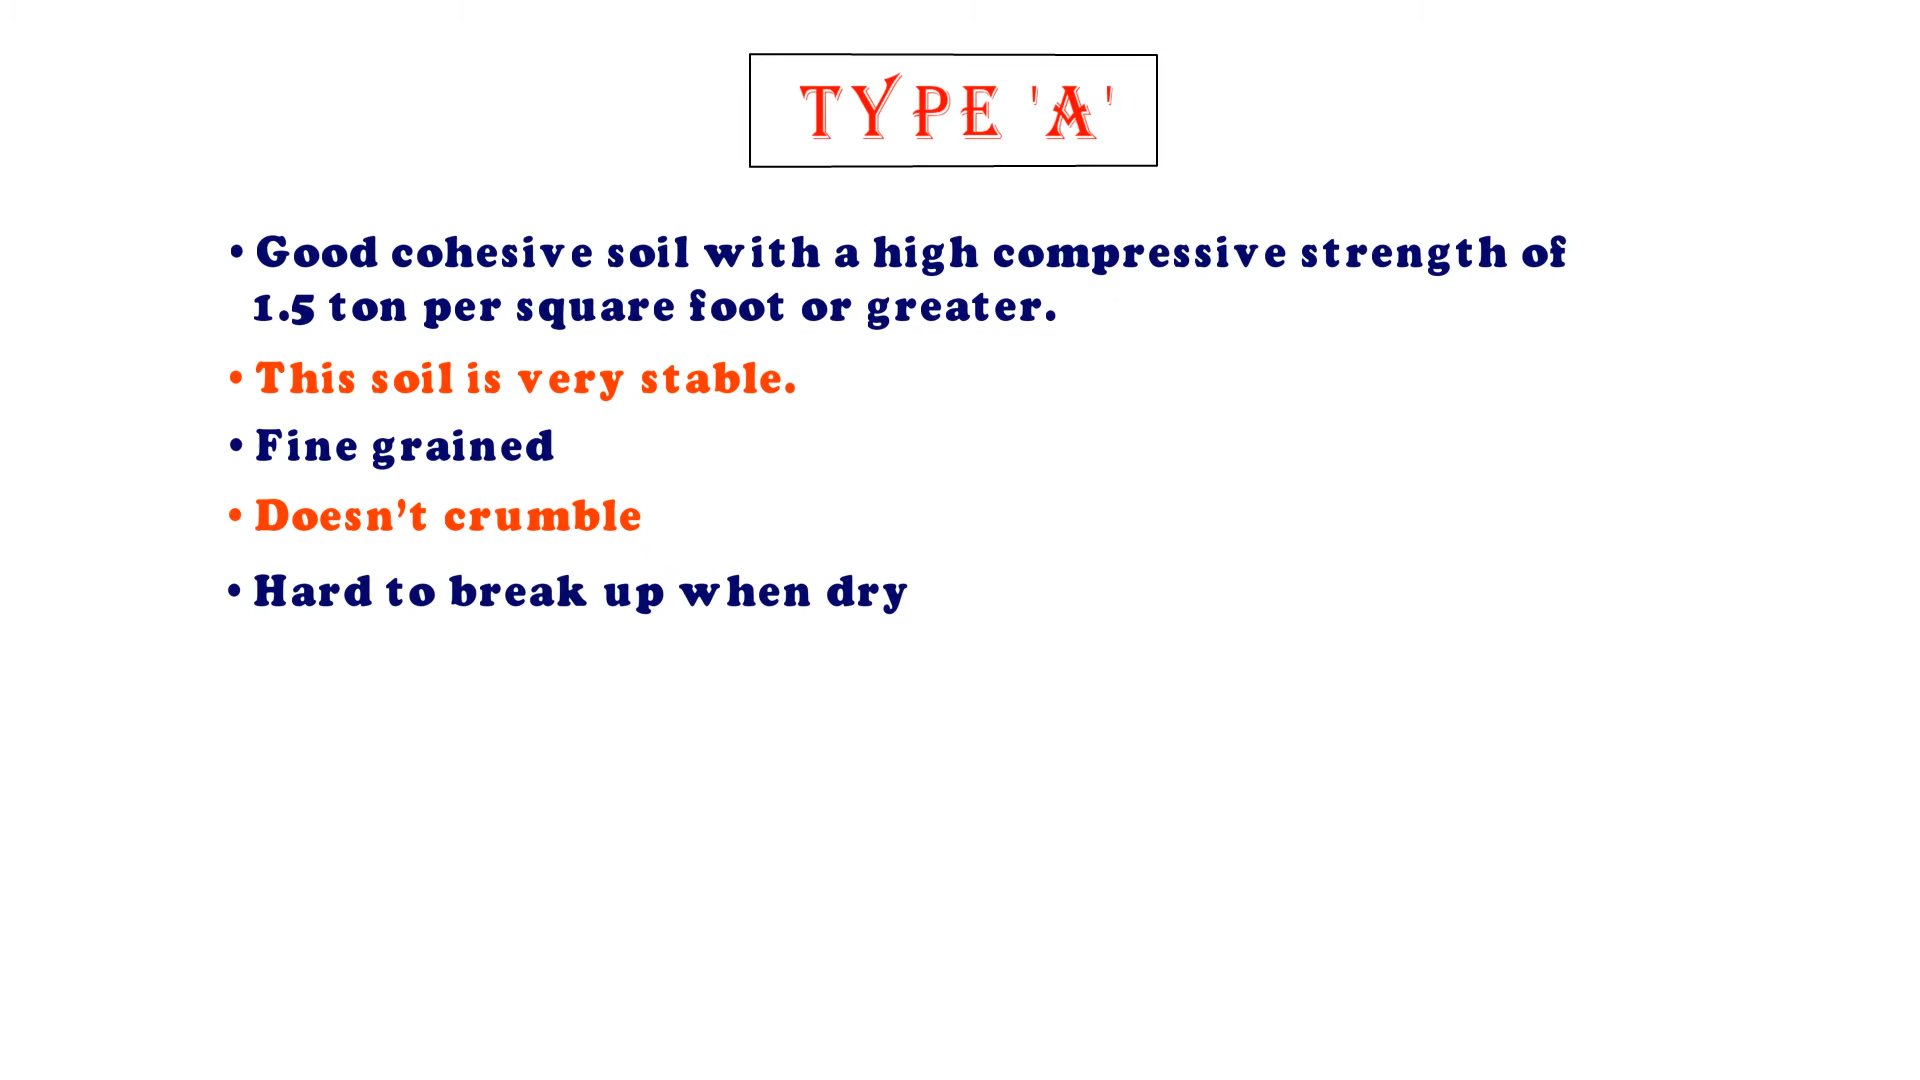 TYPE 'A'
• Good cohesive soil with a high compressive strength of
1.5 ton per square foot or greater.
• This soil is very stable.
• Fine grained
• Doesn’t crumble
• Hard to break up when dry